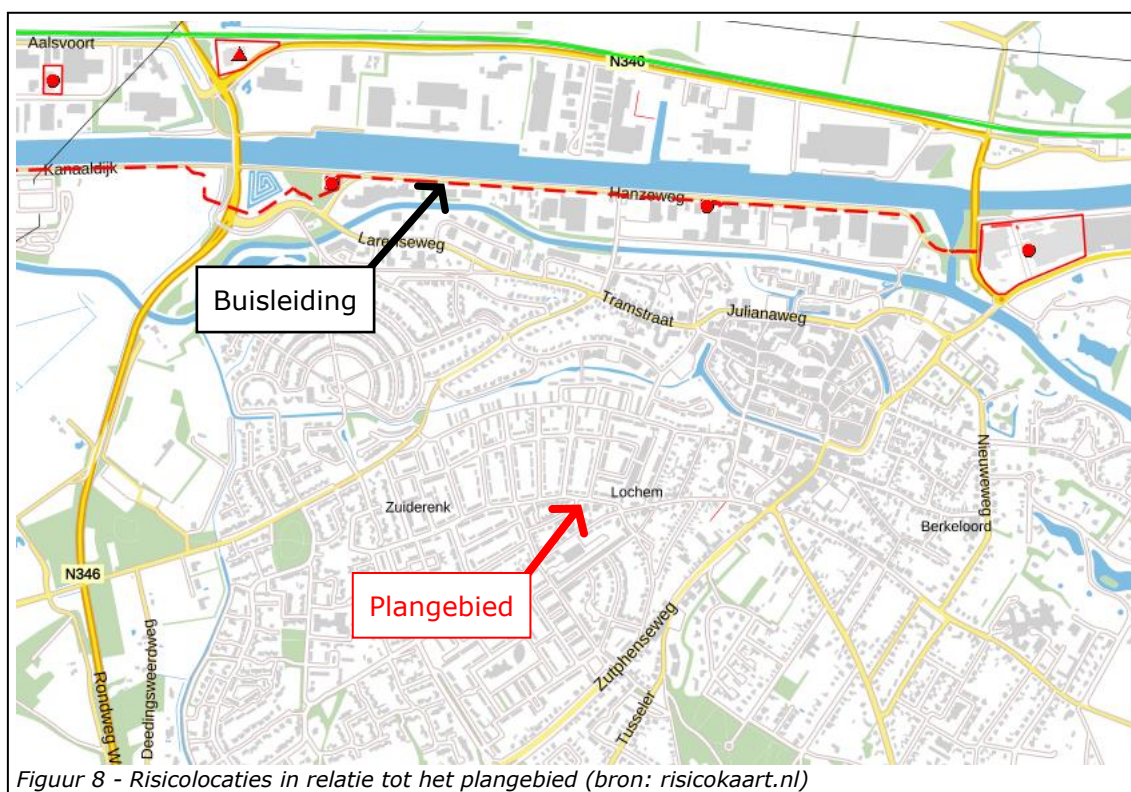 Aalsvoort
N346
Kanaaldijk
Hanzeweg
Larenseweg
Buisleiding
Tramstraat
Julianaweg
Nieuweweg
Zuiderenk
Lochem
Berkeloord
N346
Plangebied
Deedingsweerdweg
Rondweg W
Zutphenseweg
Tusseler
Figuur 8 - Risicolocaties in relatie tot het plangebied (bron: risicokaart.nl)